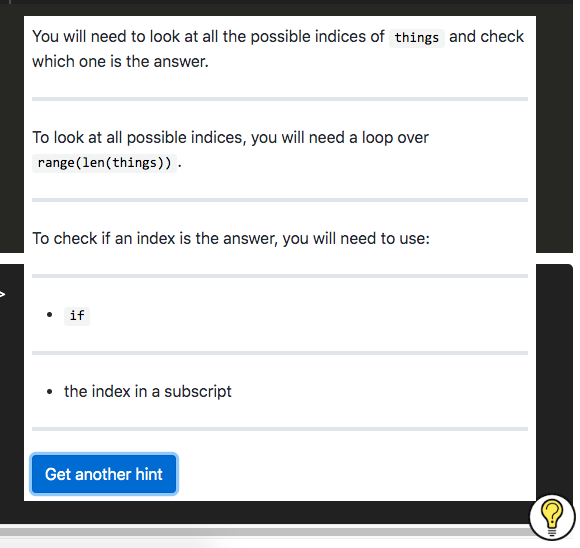 You will need to look at all the possible indices of things and check
which one is the answer.
To look at all possible indices, you will need a loop over
range(len(things)).
To check if an index is the answer, you will need to use:
• if
• the index in a subscript
Get another hint
>